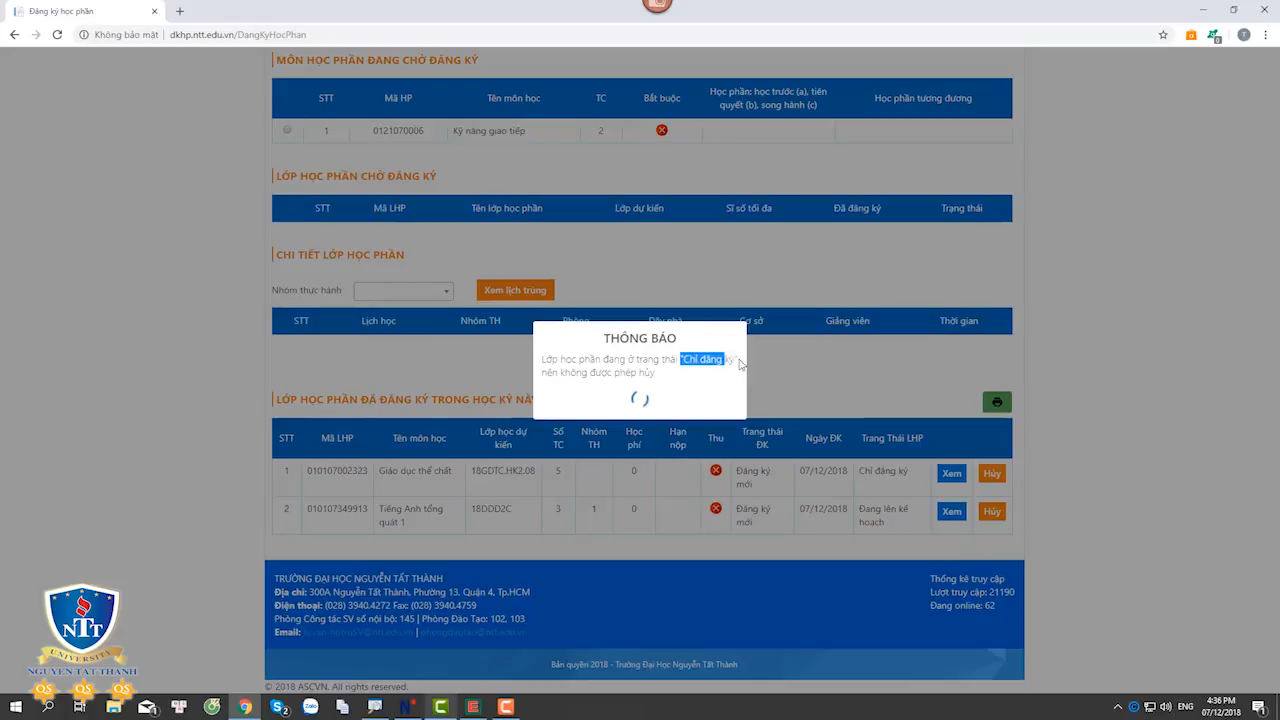 Đăng ký học phần
Không bảo mật | dkhp.ntt.edu.vn/DangKyHocPhan
MÔN HỌC PHẦN ĐANG CHỜ ĐĂNG KÝ
STT Mã HP Tên môn học TC Bắt buộc Học phần: học trước (a), tiên quyết (b), song hành (c) Học phần tương đương
1 0121070006 Kỹ năng giao tiếp 2
LỚP HỌC PHẦN CHỜ ĐĂNG KÝ
STT Mã LHP Tên lớp học phần Lớp dự kiến Sĩ số tối đa Đã đăng ký Trạng thái
CHI TIẾT LỚP HỌC PHẦN
Nhóm thực hành Xem lịch trùng
STT Lịch học Nhóm TH Phòng Dãy nhà Cơ sở Giảng viên Thời gian
THÔNG BÁO
Lớp học phần đang ở trạng thái "Chỉ đăng ký"
nên không được phép hủy
LỚP HỌC PHẦN ĐÃ ĐĂNG KÝ TRONG HỌC KỲ NÀY
STT Mã LHP Tên môn học Lớp học dự kiến Số TC Nhóm TH Học phí Hạn nộp Thu Trạng thái ĐK Ngày ĐK Trạng Thái LHP
1 010107002323 Giáo dục thể chất 18GDTC.HK2.08 5 0 Đăng ký mới 07/12/2018 Chỉ đăng ký Xem Hủy
2 010107349913 Tiếng Anh tổng quát 1 18DDD2C 3 1 0 Đăng ký mới 07/12/2018 Đang lên kế hoạch Xem Hủy
TRƯỜNG ĐẠI HỌC NGUYỄN TẤT THÀNH
Địa chỉ: 300A Nguyễn Tất Thành, Phường 13, Quận 4, Tp.HCM
Điện thoại: (028) 3940.4272 Fax: (028) 3940.4759
Phòng Công tác SV số nội bộ: 145 | Phòng Đào Tạo: 102, 103
Email:
Thống kê truy cập
Lượt truy cập: 21190
Đang online: 62
Bản quyền 2018 - Trường Đại Học Nguyễn Tất Thành
© 2018 ASCVN. All rights reserved.
NTT
UNIVERSITY
NGUYEN TAT THANH
QS QS QS
ENG 4:36 PM
07/12/2018